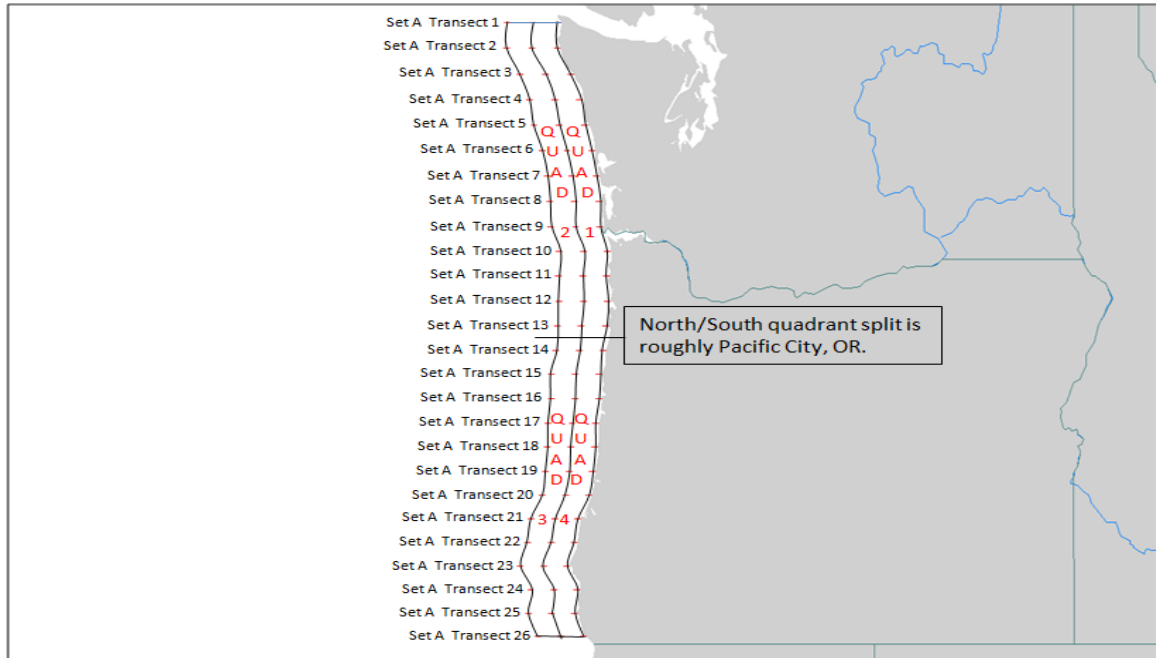 Set A Transect 1
Set A Transect 2
Set A Transect 3
Set A Transect 4
Set A Transect 5
Set A Transect 6
Set A Transect 7
Set A Transect 8
Set A Transect 9
Set A Transect 10
Set A Transect 11
Set A Transect 12
Set A Transect 13
Set A Transect 14
Set A Transect 15
Set A Transect 16
Set A Transect 17
Set A Transect 18
Set A Transect 19
Set A Transect 20
Set A Transect 21
Set A Transect 22
Set A Transect 23
Set A Transect 24
Set A Transect 25
Set A Transect 26
QUAD 2
QUAD 1
North/South quadrant split is
roughly Pacific City, OR.
QUAD 3
QUAD 4